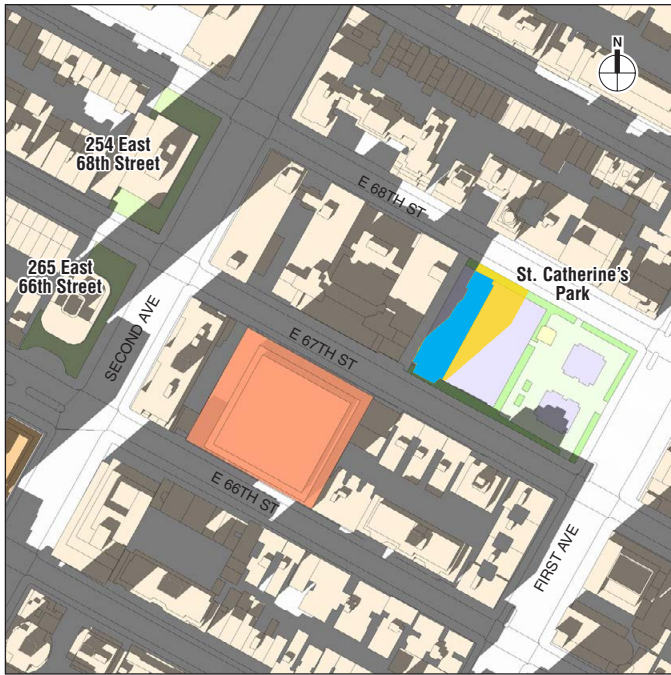 N
254 East
68th Street
E 68TH ST
St. Catherine's
Park
265 East
66th Street
SECOND AVE
E 67TH ST
E 66TH ST
FIRST AVE